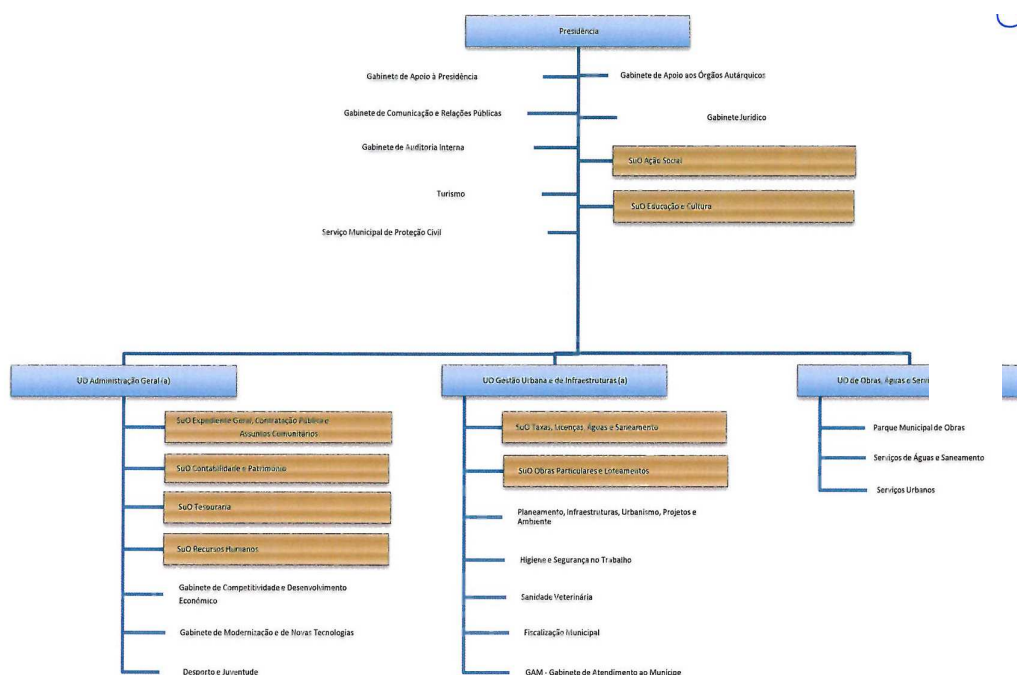 Presidência
Gabinete de Apoio à Presidência
Gabinete de Apoio aos Órgãos Autárquicos
Gabinete de Comunicação e Relações Públicas
Gabinete Jurídico
Gabinete de Auditoria Interna
SuO Ação Social
Turismo
SuO Educação e Cultura
Serviço Municipal de Proteção Civil
UO Administração Geral (a)
UO Gestão Urbana e de Infraestruturas (a)
UO de Obras, Águas e Servi
SuO Expediente Geral, Contratação Pública e
Assuntos Comunitários
SuO Contabilidade e Património
SuO Tesouraria
SuO Recursos Humanos
Gabinete de Competitividade e Desenvolvimento
Económico
Gabinete de Modernização e de Novas Tecnologias
Desporto e Juventude
SuO Taxas, Licenças, Águas e Saneamento
SuO Obras Particulares e Loteamentos
Planeamento, Infraestruturas, Urbanismo, Projetos e
Ambiente
Higiene e Segurança no Trabalho
Sanidade Veterinária
Fiscalização Municipal
GAM - Gabinete de Atendimento ao Munícipe
Parque Municipal de Obras
Serviços de Águas e Saneamento
Serviços Urbanos